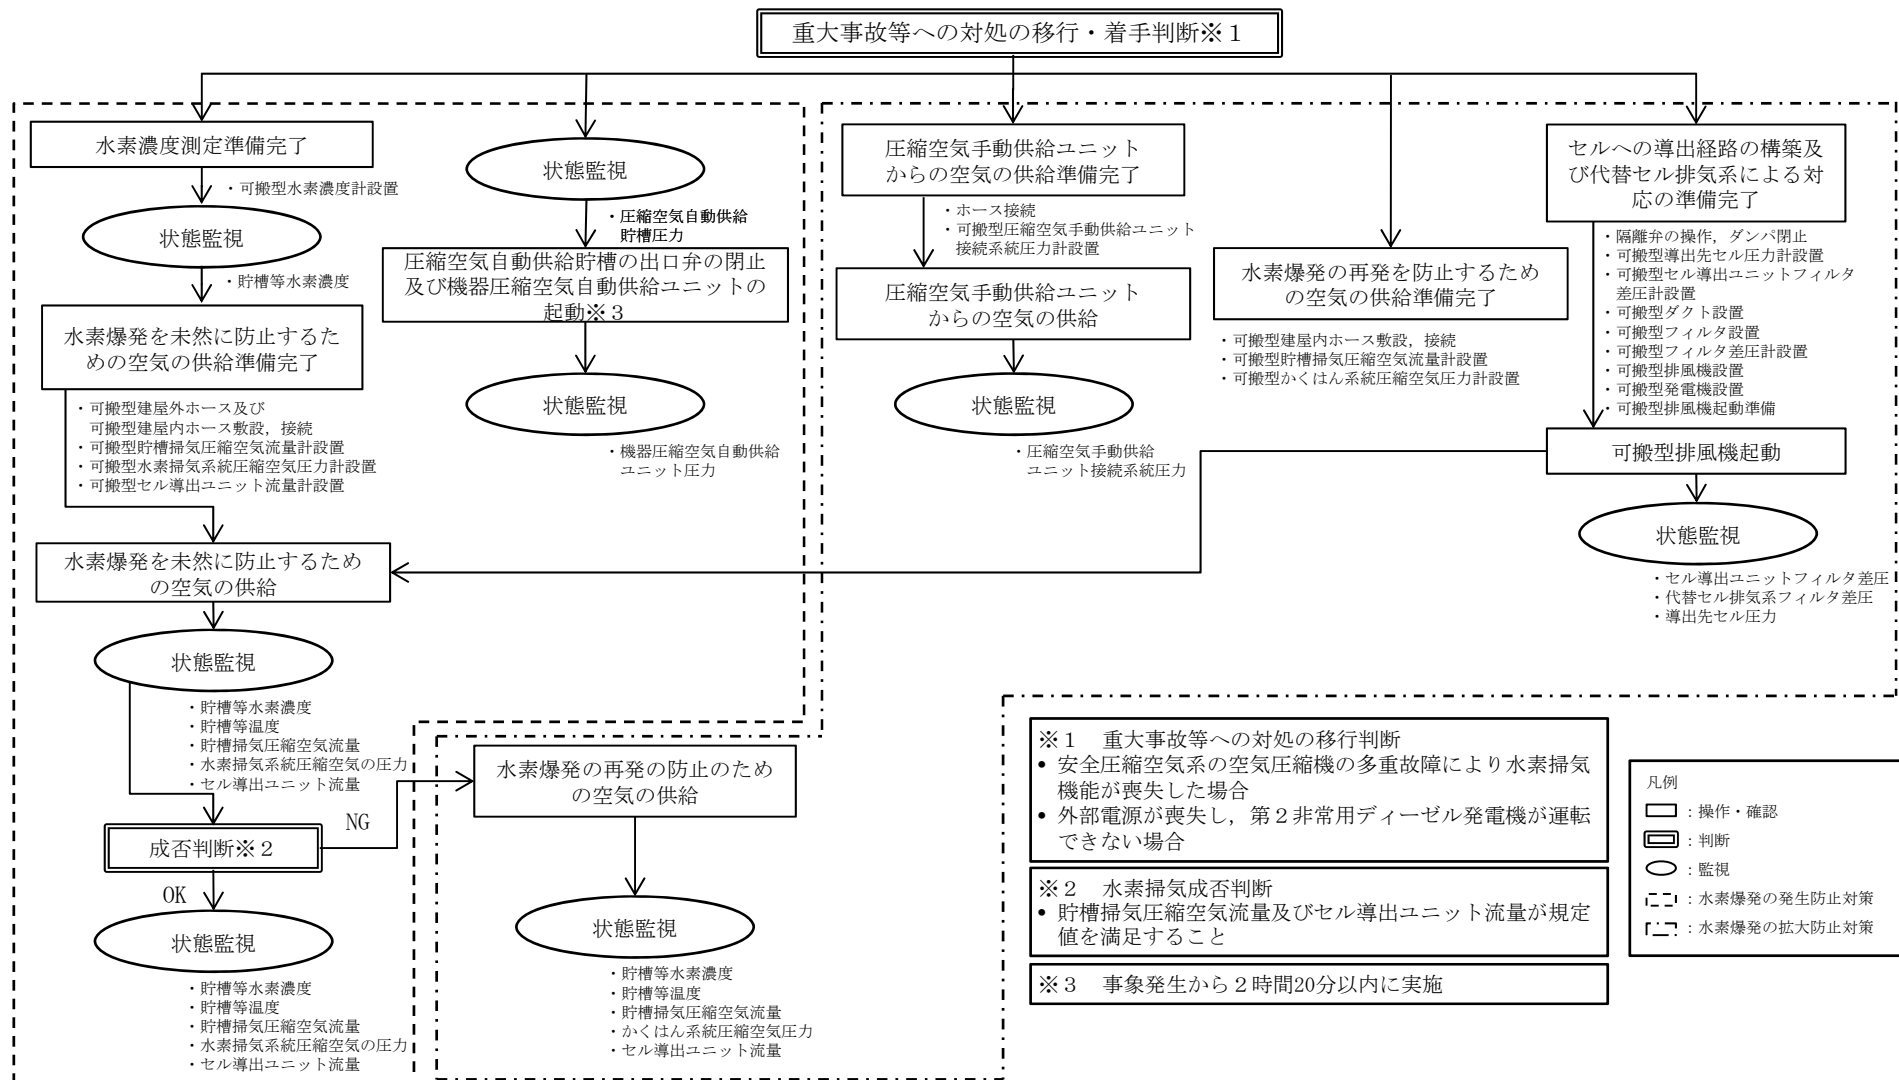 重大事故等への対処の移行・着手判断※１
水素濃度測定準備完了
・可搬型水素濃度計設置
状態監視
・貯槽等水素濃度
水素爆発を未然に防止するた
めの空気の供給準備完了
・可搬型建屋外ホース及び
可搬型建屋内ホース敷設，接続
・可搬型貯槽掃気圧縮空気流量計設置
・可搬型水素掃気系統圧縮空気圧力計設置
・可搬型セル導出ユニット流量計設置
水素爆発を未然に防止するため
の空気の供給
状態監視
・貯槽等水素濃度
・貯槽等温度
・貯槽掃気圧縮空気流量
・水素掃気系統圧縮空気の圧力
・セル導出ユニット流量
成否判断※２
NG
OK
状態監視
・貯槽等水素濃度
・貯槽等温度
・貯槽掃気圧縮空気流量
・水素掃気系統圧縮空気の圧力
・セル導出ユニット流量
状態監視
・圧縮空気自動供給
貯槽圧力
圧縮空気自動供給貯槽の出口弁の閉止
及び機器圧縮空気自動供給ユニットの
起動※３
状態監視
・機器圧縮空気自動供給
ユニット圧力
水素爆発の再発の防止のため
の空気の供給
状態監視
・貯槽等水素濃度
・貯槽等温度
・貯槽掃気圧縮空気流量
・かくはん系統圧縮空気圧力
・セル導出ユニット流量
圧縮空気手動供給ユニット
からの空気の供給準備完了
・ホース接続
・可搬型圧縮空気手動供給ユニット
接続系統圧力計設置
圧縮空気手動供給ユニット
からの空気の供給
状態監視
・圧縮空気手動供給
ユニット接続系統圧力
水素爆発の再発を防止するため
の空気の供給準備完了
・可搬型建屋内ホース敷設，接続
・可搬型貯槽掃気圧縮空気流量計設置
・可搬型かくはん系統圧縮空気圧力計設置
セルへの導出経路の構築及
び代替セル排気系による対
応の準備完了
・隔離弁の操作，ダンパ閉止
・可搬型導出先セル圧力計設置
・可搬型セル導出ユニットフィルタ
差圧計設置
・可搬型ダクト設置
・可搬型フィルタ設置
・可搬型フィルタ差圧計設置
・可搬型排風機設置
・可搬型発電機設置
・可搬型排風機起動準備
可搬型排風機起動
状態監視
・セル導出ユニットフィルタ差圧
・代替セル排気系フィルタ差圧
・導出先セル圧力
※１　重大事故等への対処の移行判断
• 安全圧縮空気系の空気圧縮機の多重故障により水素掃気
機能が喪失した場合
• 外部電源が喪失し，第２非常用ディーゼル発電機が運転
できない場合
※２　水素掃気成否判断
• 貯槽掃気圧縮空気流量及びセル導出ユニット流量が規定
値を満足すること
※３　事象発生から２時間20分以内に実施
凡例
：操作・確認
：判断
：監視
：水素爆発の発生防止対策
：水素爆発の拡大防止対策